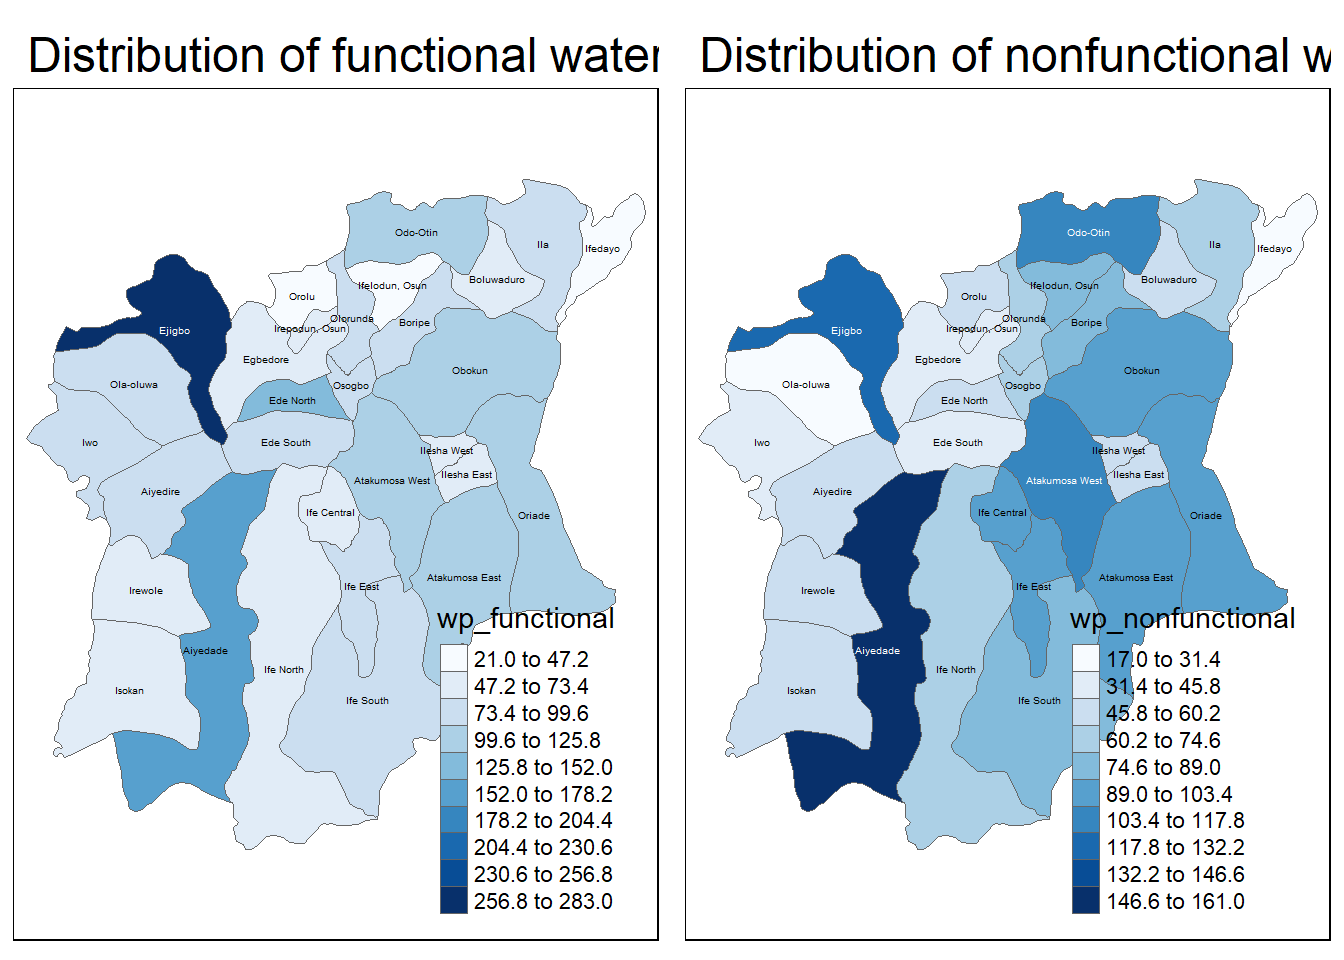 Distribution of functional water
Odo-Otin
Ila
Ifedayo
Boluwaduro
Ifelodun, Osun
Orolu
Olorunda
Irepodun, Osun
Boripe
Ejigbo
Egbedore
Obokun
Ola-oluwa
Osogbo
Ede North
Iwo
Ede South
Ilesha West
Ilesha East
Atakumosa West
Aiyedire
Ife Central
Oriade
Atakumosa East
Irewole
Ife East
Aiyedade
Ife North
Isokan
Ife South
wp_functional
21.0 to 47.2
47.2 to 73.4
73.4 to 99.6
99.6 to 125.8
125.8 to 152.0
152.0 to 178.2
178.2 to 204.4
204.4 to 230.6
230.6 to 256.8
256.8 to 283.0
Distribution of nonfunctional w
Odo-Otin
Ila
Ifedayo
Boluwaduro
Ifelodun, Osun
Orolu
Olorunda
Irepodun, Osun
Boripe
Ejigbo
Egbedore
Obokun
Ola-oluwa
Osogbo
Ede North
Iwo
Ede South
Ilesha West
Ilesha East
Atakumosa West
Aiyedire
Ife Central
Oriade
Atakumosa East
Irewole
Ife East
Aiyedade
Ife North
Isokan
Ife South
wp_nonfunctional
17.0 to 31.4
31.4 to 45.8
45.8 to 60.2
60.2 to 74.6
74.6 to 89.0
89.0 to 103.4
103.4 to 117.8
117.8 to 132.2
132.2 to 146.6
146.6 to 161.0